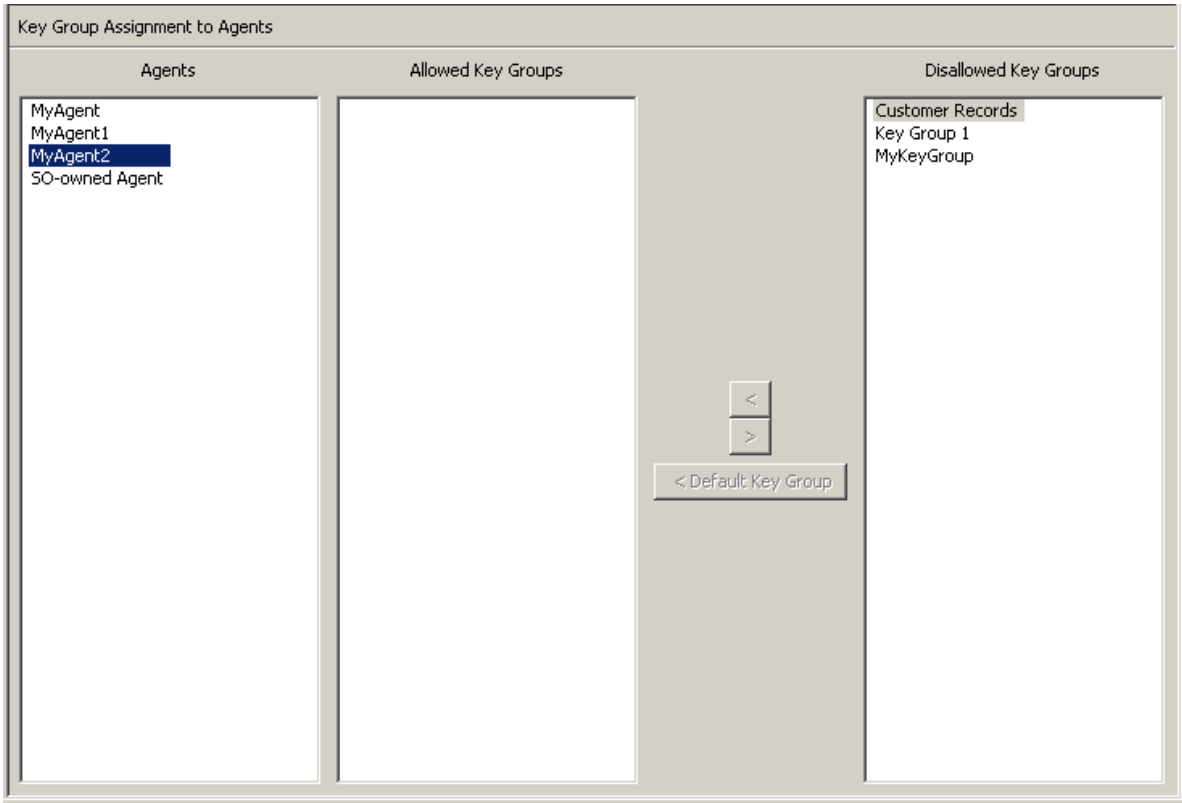 Key Group Assignment to Agents
Agents
Allowed Key Groups
Disallowed Key Groups
MyAgent
MyAgent1
MyAgent2
SO-owned Agent
Customer Records
Key Group 1
MyKeyGroup
<
>
< Default Key Group